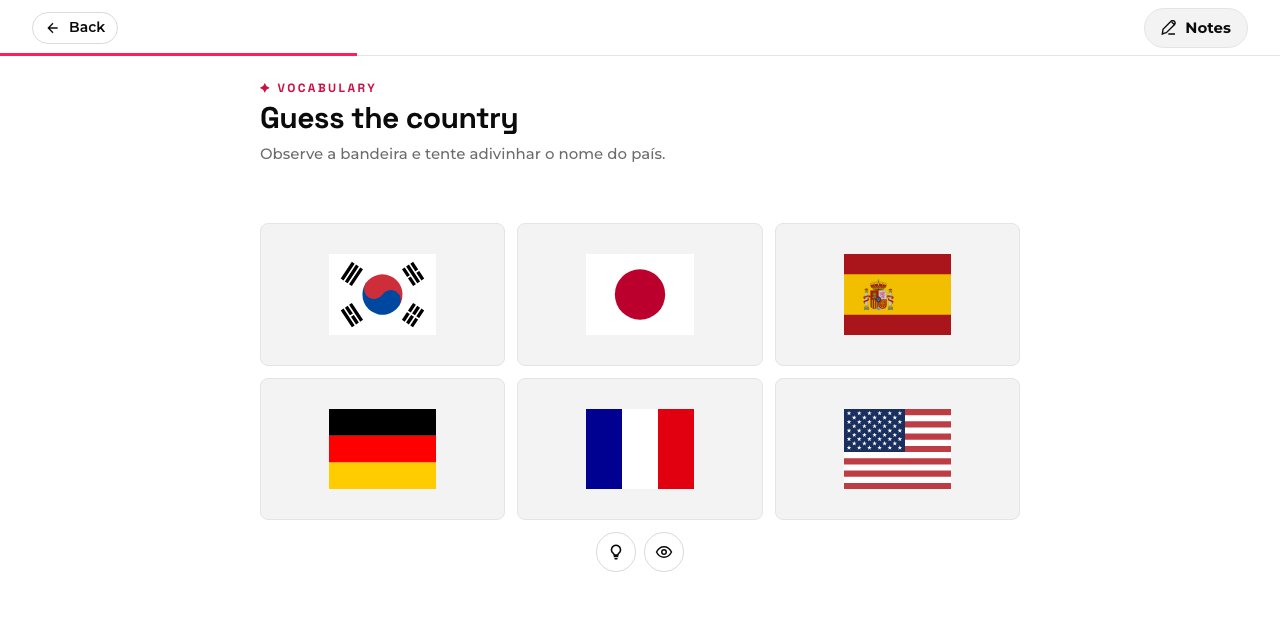 Back
Notes
VOCABULARY
Guess the country
Observe a bandeira e tente adivinhar o nome do país.